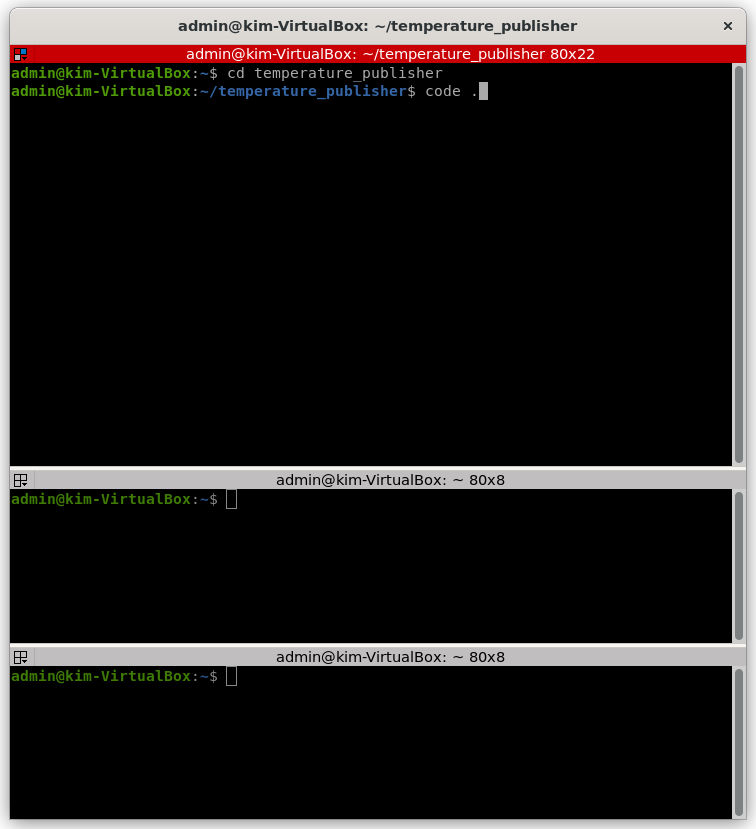 admin@kim-VirtualBox: ~/temperature_publisher
admin@kim-VirtualBox: ~/temperature_publisher 80x22
admin@kim-VirtualBox:~$ cd temperature_publisher
admin@kim-VirtualBox:~/temperature_publisher$ code .
admin@kim-VirtualBox: ~ 80x8
admin@kim-VirtualBox:~$
admin@kim-VirtualBox: ~ 80x8
admin@kim-VirtualBox:~$